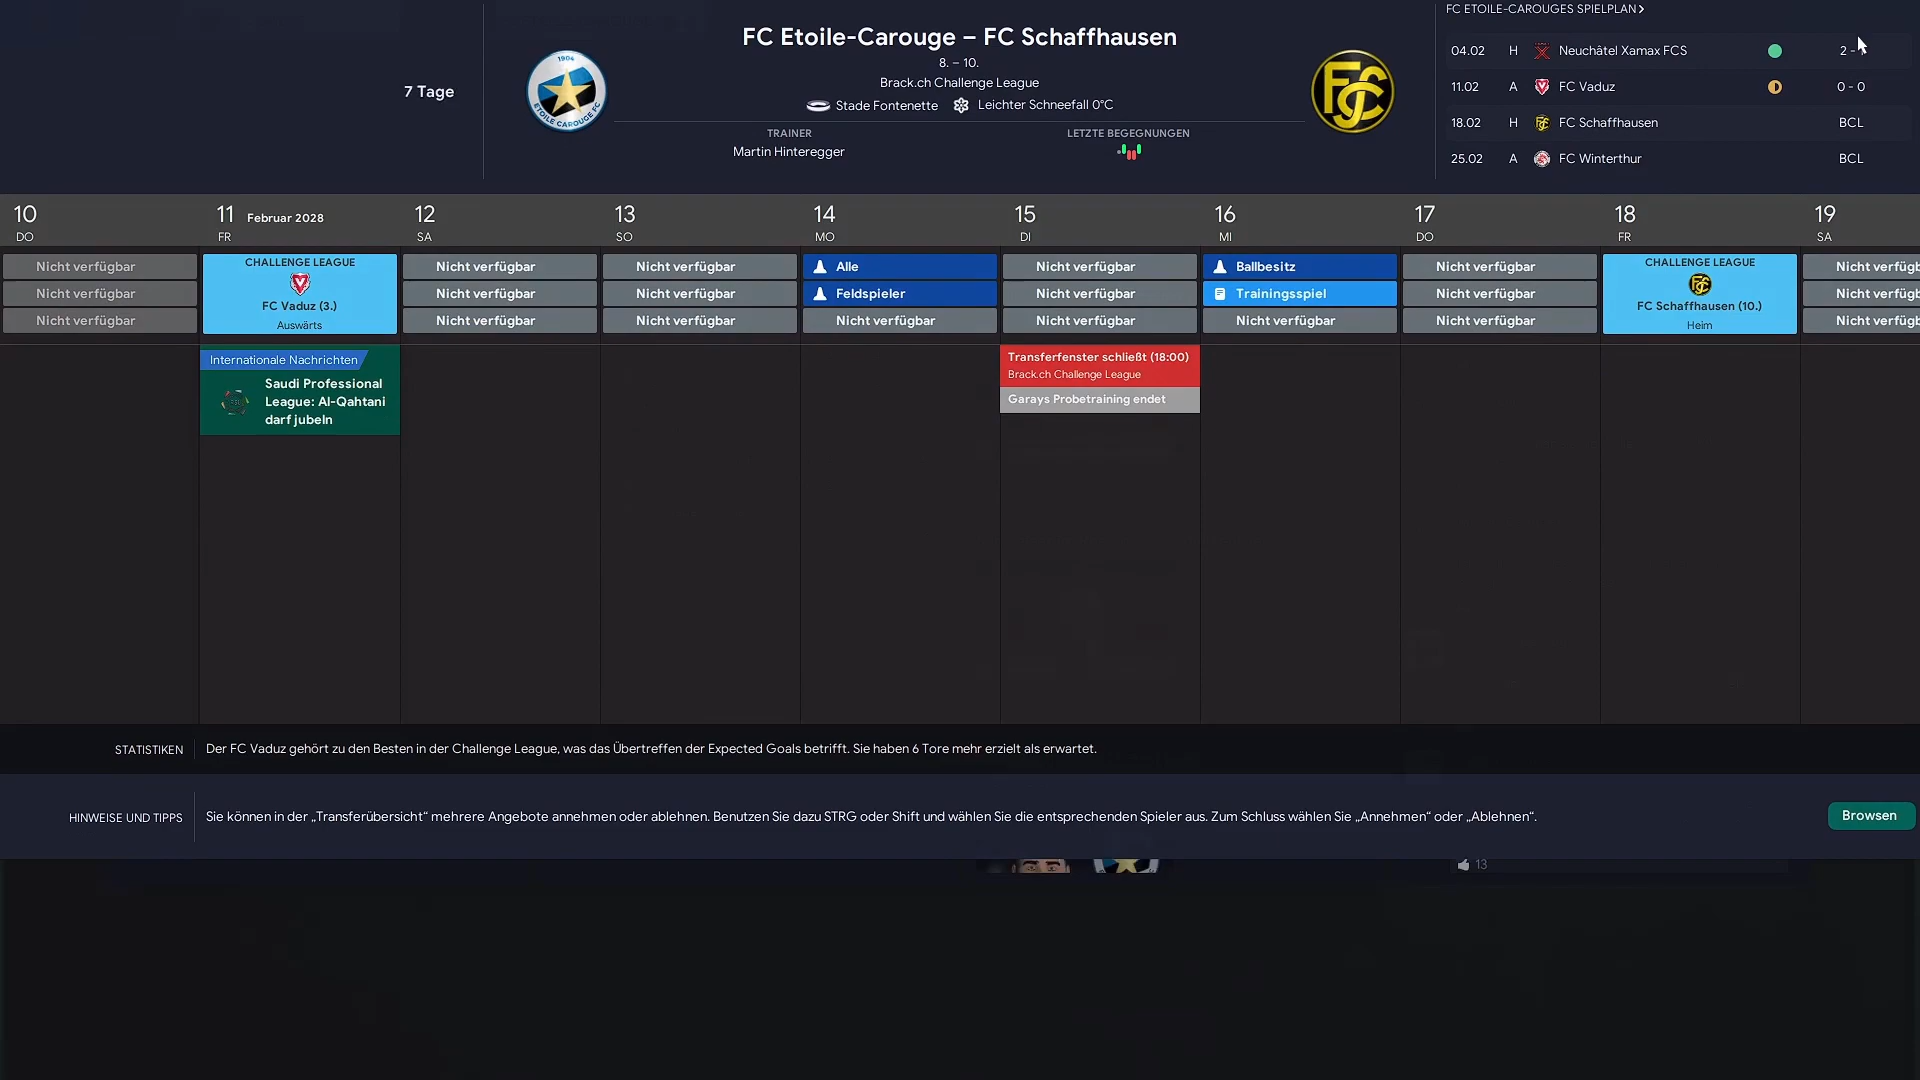 FC Etoile-Carouge – FC Schaffhausen
8. – 10.
Brack.ch Challenge League
Stade Fontenette Leichter Schneefall 0°C
7 Tage
TRAINER
Martin Hinteregger
LETZTE BEGEGNUNGEN
1904
ETOILE CAROUGE FC
FC ETOILE-CAROUGES SPIELPLAN
04.02 H Neuchâtel Xamax FCS 2 -
11.02 A FC Vaduz 0 - 0
18.02 H FC Schaffhausen BCL
25.02 A FC Winterthur BCL
10 DO
11 Februar 2028 FR
12 SA
13 SO
14 MO
15 DI
16 MI
17 DO
18 FR
19 SA
Nicht verfügbar
Nicht verfügbar
Nicht verfügbar
CHALLENGE LEAGUE
FC Vaduz (3.)
Auswärts
Nicht verfügbar
Nicht verfügbar
Nicht verfügbar
Nicht verfügbar
Nicht verfügbar
Nicht verfügbar
Alle
Feldspieler
Nicht verfügbar
Nicht verfügbar
Nicht verfügbar
Nicht verfügbar
Ballbesitz
Trainingsspiel
Nicht verfügbar
Nicht verfügbar
Nicht verfügbar
Nicht verfügbar
CHALLENGE LEAGUE
FC Schaffhausen (10.)
Heim
Nicht verfügb
Nicht verfügb
Nicht verfügb
Internationale Nachrichten
Saudi Professional
League: Al-Qahtani
darf jubeln
Transferfenster schließt (18:00)
Brack.ch Challenge League
Garays Probetraining endet
STATISTIKEN
Der FC Vaduz gehört zu den Besten in der Challenge League, was das Übertreffen der Expected Goals betrifft. Sie haben 6 Tore mehr erzielt als erwartet.
HINWEISE UND TIPPS
Sie können in der „Transferübersicht“ mehrere Angebote annehmen oder ablehnen. Benutzen Sie dazu STRG oder Shift und wählen Sie die entsprechenden Spieler aus. Zum Schluss wählen Sie „Annehmen“ oder „Ablehnen“.
Browsen
13